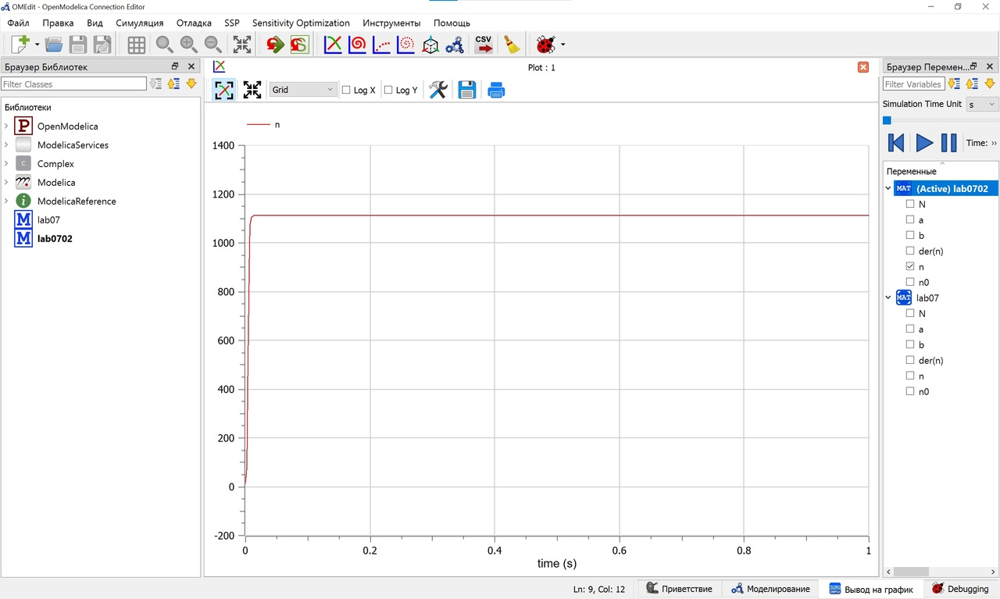 OMEdit - OpenModelica Connection Editor
Файл Правка Вид Симуляция Отладка SSP Sensitivity Optimization Инструменты Помощь
CSV
Браузер Библиотек
Filter Classes
Библиотеки
P OpenModelica
ModelicaServices
C Complex
Modelica
i ModelicaReference
M lab07
M lab0702
Plot : 1
Grid Log X Log Y
n
1400
1200
1000
800
600
400
200
0
-200
0 0.2 0.4 0.6 0.8 1
time (s)
Браузер Перемен...
Filter Variables
Simulation Time Unit s
Time: »
Переменные
MAT (Active) lab0702
N
a
b
der(n)
n
n0
MAT lab07
N
a
b
der(n)
n
n0
Ln: 9, Col: 12 Приветствие Моделирование Вывод на график Debugging